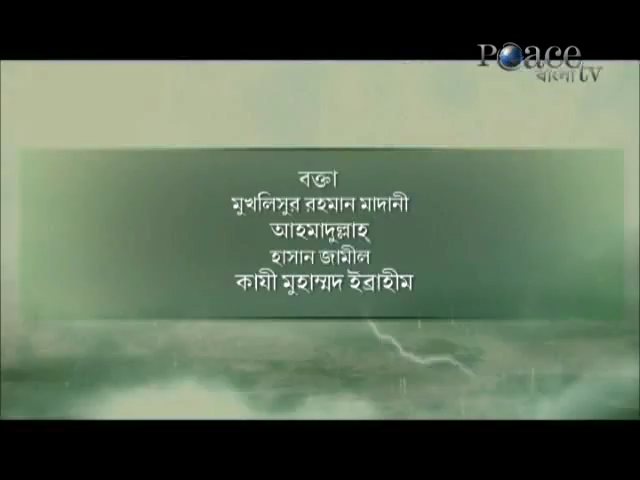 Peace
বাংলা tv
বক্তা
মুখলিসুর রহমান মাদানী
আহমাদুল্লাহ্
হাসান জামীল
কাযী মুহাম্মদ ইব্রাহীম